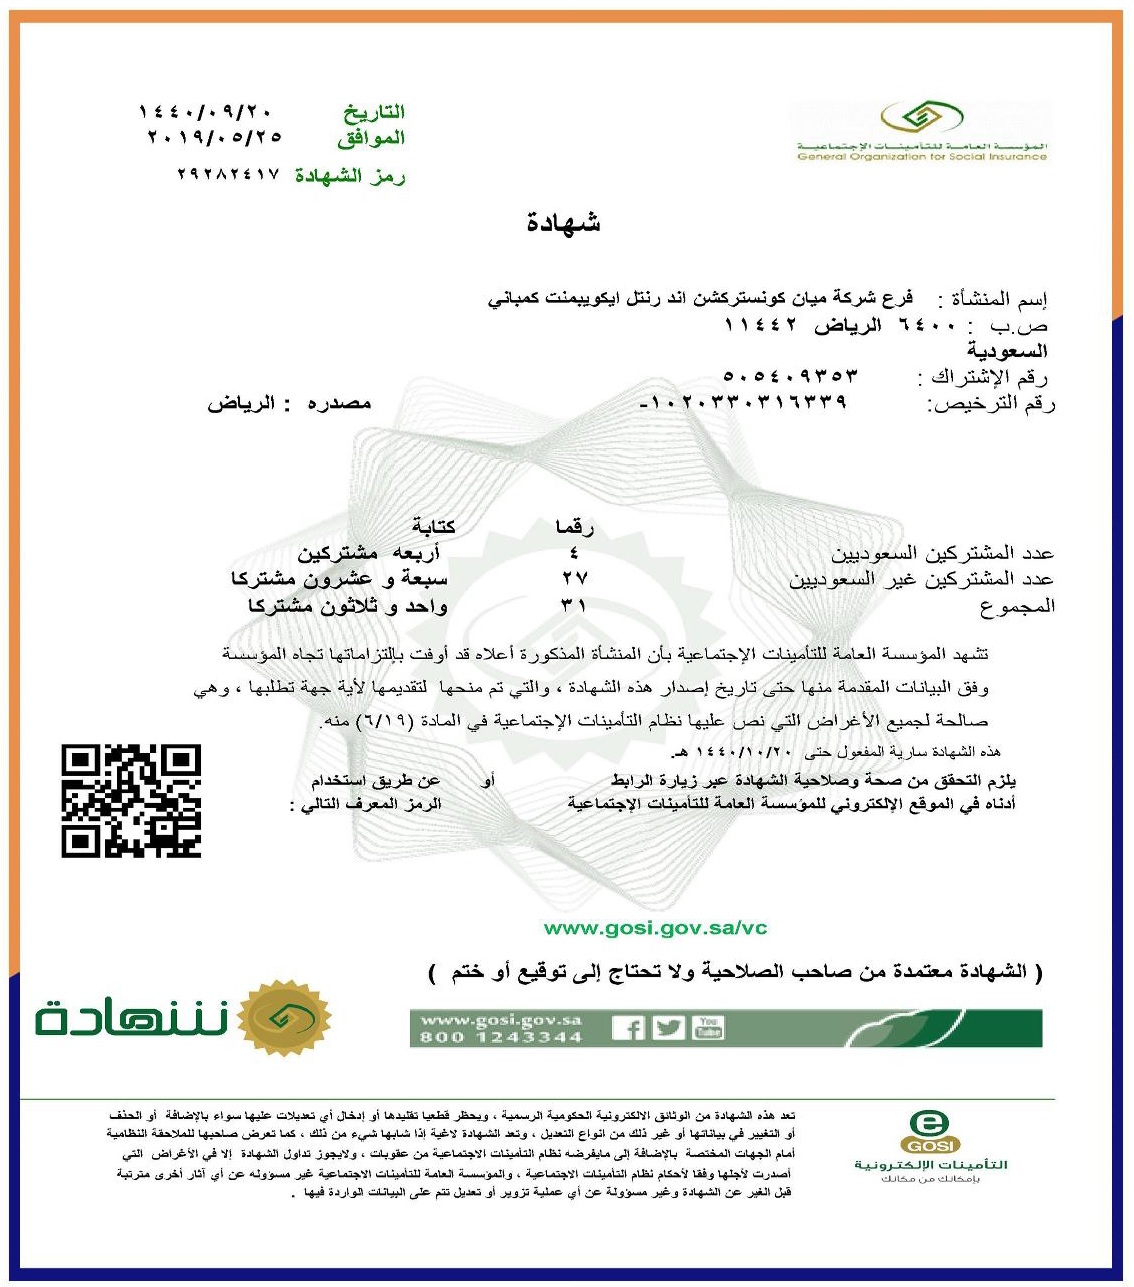 المؤسسة العامة للتأمينات الإجتماعية
General Organization for Social Insurance
التاريخ ١٤٤٠/٠٩/٢٠
الموافق ٢٠١٩/٠٥/٢٥
رمز الشهادة ٢٩٢٨٢٤١٧
شهادة
إسم المنشأة : فرع شركة ميان كونستركشن اند رنتل ايكويبمنت كمباني
ص.ب : ٦٤٠٠ الرياض ١١٤٤٢
السعودية
رقم الإشتراك : ٥٠٥٤٠٩٣٥٣
رقم الترخيص: ١٠٢٠٣٣٠٣١٦٣٣٩- مصدره : الرياض
رقما كتابة
عدد المشتركين السعوديين ٤ أربعه مشتركين
عدد المشتركين غير السعوديين ٢٧ سبعة و عشرون مشتركا
المجموع ٣١ واحد و ثلاثون مشتركا
تشهد المؤسسة العامة للتأمينات الإجتماعية بأن المنشأة المذكورة أعلاه قد أوفت بإلتزاماتها تجاه المؤسسة
وفق البيانات المقدمة منها حتى تاريخ إصدار هذه الشهادة ، والتي تم منحها لتقديمها لأية جهة تطلبها ، وهي
صالحة لجميع الأغراض التي نص عليها نظام التأمينات الإجتماعية في المادة (٦/١٩) منه.
هذه الشهادة سارية المفعول حتى ١٤٤٠/١٠/٢٠ هـ.
يلزم التحقق من صحة وصلاحية الشهادة عبر زيارة الرابط أو عن طريق استخدام
أدناه في الموقع الإلكتروني للمؤسسة العامة للتأمينات الإجتماعية الرمز المعرف التالي :
www.gosi.gov.sa/vc
( الشهادة معتمدة من صاحب الصلاحية ولا تحتاج إلى توقيع أو ختم )
شهادة
www.gosi.gov.sa
800 1243344
You Tube
e
GOSI
التأمينات الإلكترونية
بإمكانك من مكانك
تعد هذه الشهادة من الوثائق الالكترونية الحكومية الرسمية ، ويحظر قطعيا تقليدها أو إدخال أي تعديلات عليها سواء بالإضافة أو الحذف
أو التغيير في بياناتها أو غير ذلك من انواع التعديل ، وتعد الشهادة لاغية إذا شابها شيء من ذلك ، كما تعرض صاحبها للملاحقة النظامية
أمام الجهات المختصة بالإضافة إلى مايفرضه نظام التأمينات الاجتماعية من عقوبات ، ولايجوز تداول الشهادة إلا في الأغراض التي
أصدرت لأجلها وفقا لأحكام نظام التأمينات الاجتماعية ، والمؤسسة العامة للتأمينات الاجتماعية غير مسؤوله عن أي آثار أخرى مترتبة
قبل الغير عن الشهادة وغير مسؤولة عن أي عملية تزوير أو تعديل تتم على البيانات الواردة فيها .